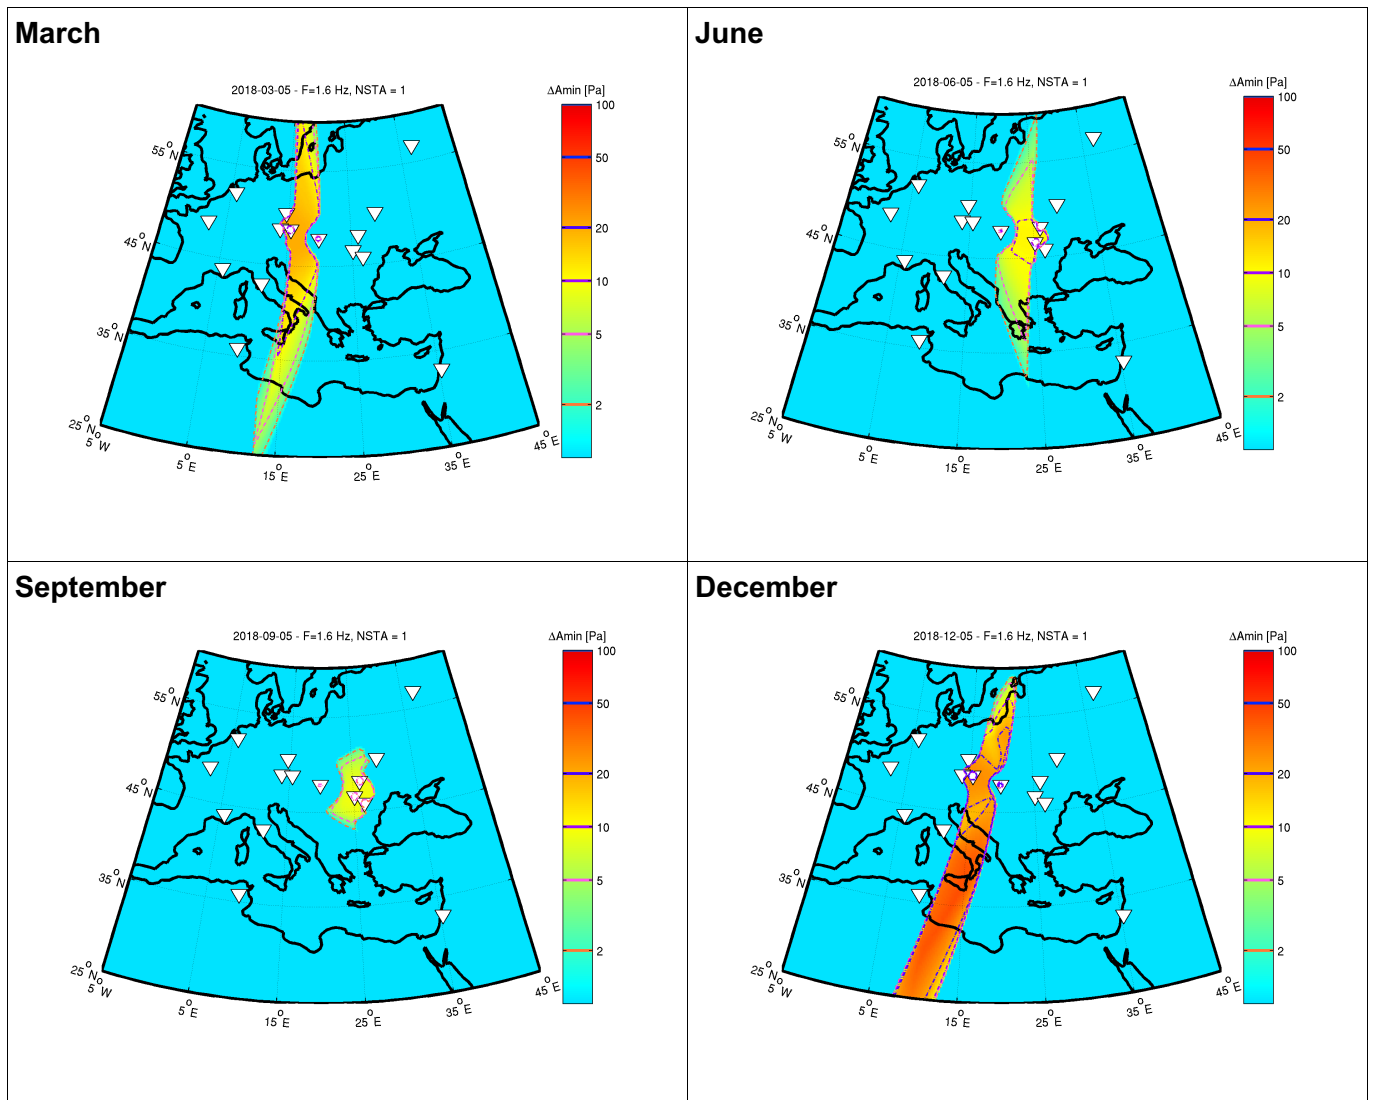 March
2018-03-05 - F=1.6 Hz, NSTA = 1
ΔAmin [Pa]
100
50
20
10
5
2
55° N
45° N
35° N
25° N
5° W
5° E
15° E
25° E
35° E
45° E
June
2018-06-05 - F=1.6 Hz, NSTA = 1
ΔAmin [Pa]
100
50
20
10
5
2
55° N
45° N
35° N
25° N
5° W
5° E
15° E
25° E
35° E
45° E
September
2018-09-05 - F=1.6 Hz, NSTA = 1
ΔAmin [Pa]
100
50
20
10
5
2
55° N
45° N
35° N
25° N
5° W
5° E
15° E
25° E
35° E
45° E
December
2018-12-05 - F=1.6 Hz, NSTA = 1
ΔAmin [Pa]
100
50
20
10
5
2
55° N
45° N
35° N
25° N
5° W
5° E
15° E
25° E
35° E
45° E